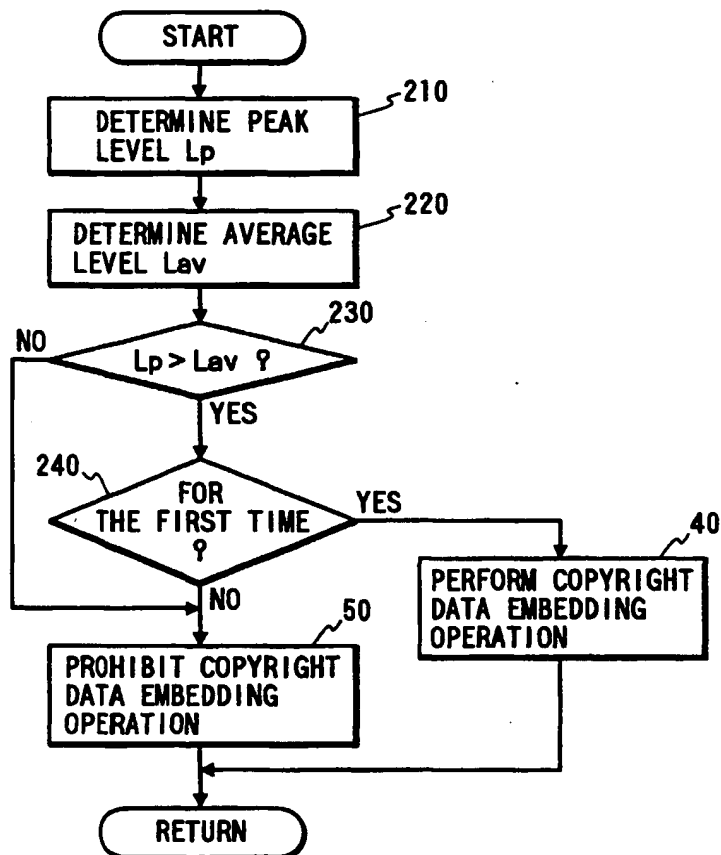 START
210
DETERMINE PEAK
LEVEL Lp
220
DETERMINE AVERAGE
LEVEL Lav
230
NO
Lp > Lav ?
YES
240
FOR
THE FIRST TIME
?
YES
NO
40
PERFORM COPYRIGHT
DATA EMBEDDING
OPERATION
50
PROHIBIT COPYRIGHT
DATA EMBEDDING
OPERATION
RETURN